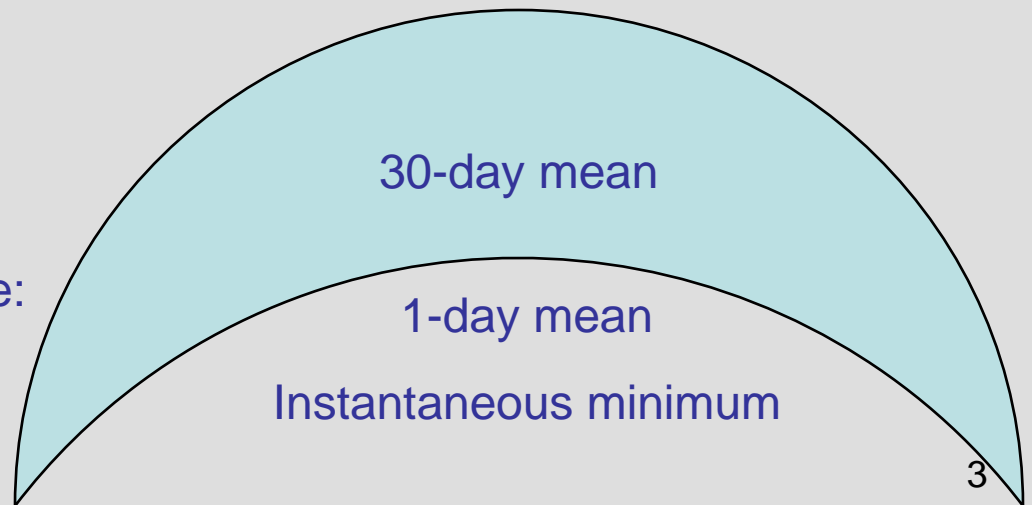 30-day mean
e:
1-day mean
Instantaneous minimum
3